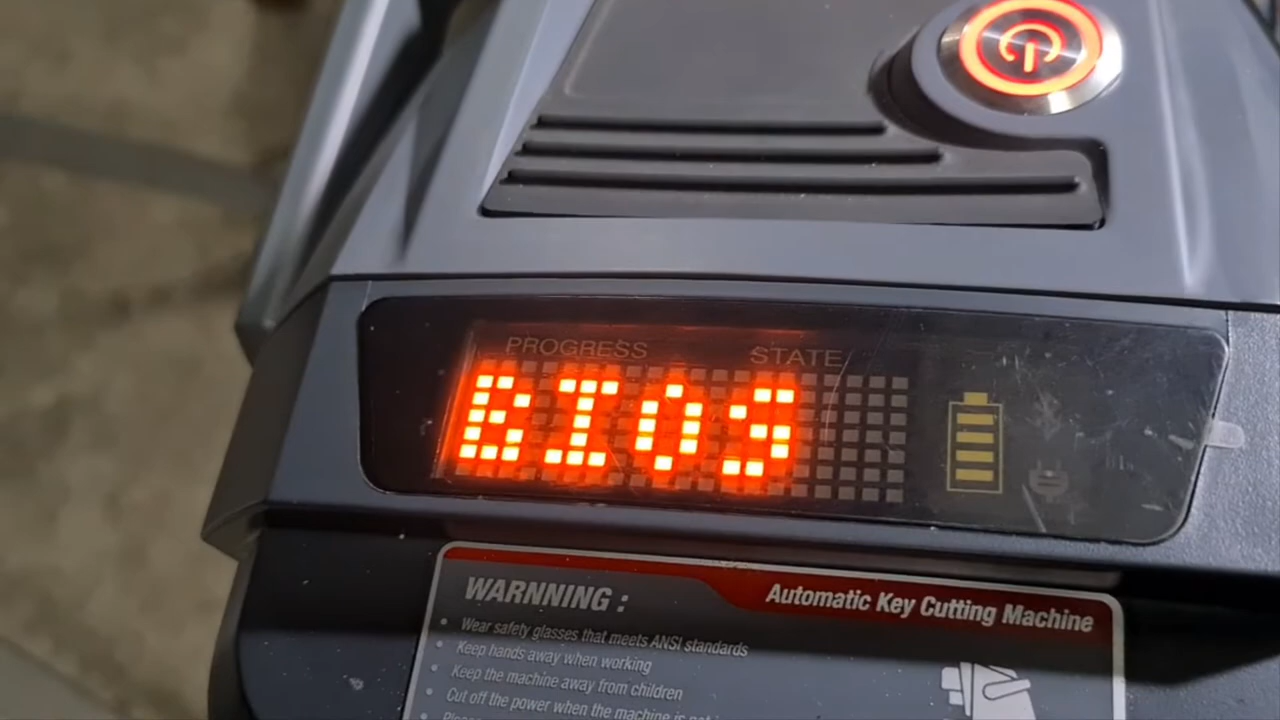 PROGRESS STATE
BIOS
WARNNING :
Automatic Key Cutting Machine
• Wear safety glasses that meets ANSI standards
• Keep hands away when working
• Keep the machine away from children
• Cut off the power when the machine is not